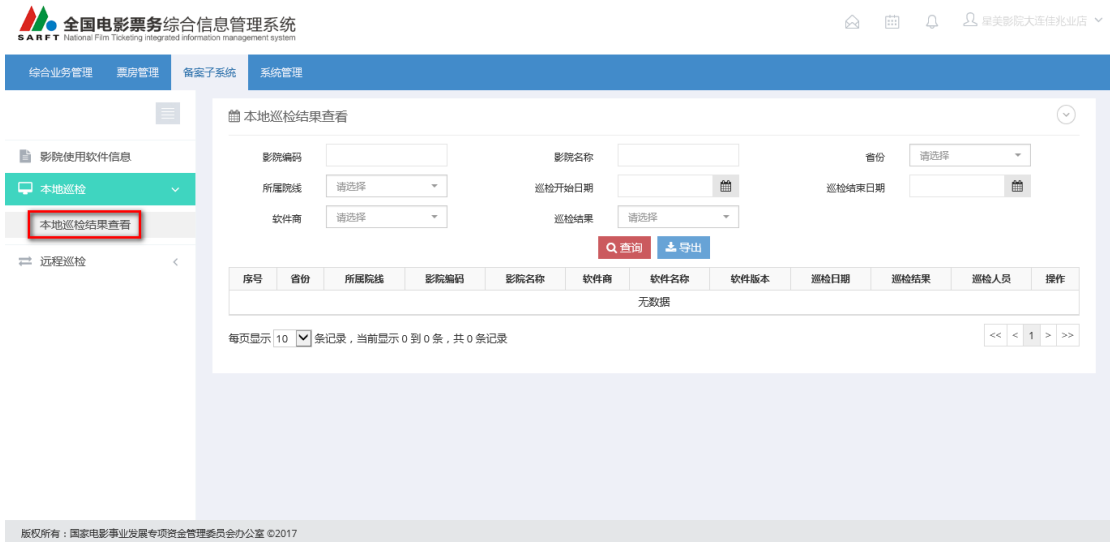 全国电影票务综合信息管理系统
SARFT National Film Ticketing integrated information management system
星美影院大连佳兆业店
综合业务管理 票房管理 备案子系统 系统管理
本地巡检结果查看
影院使用软件信息
本地巡检
本地巡检结果查看
远程巡检
影院编码 影院名称 省份 请选择
所属院线 请选择 巡检开始日期 巡检结束日期
软件商 请选择 巡检结果 请选择
查询 导出
序号 省份 所属院线 影院编码 影院名称 软件商 软件名称 软件版本 巡检日期 巡检结果 巡检人员 操作
无数据
每页显示 10 条记录，当前显示 0 到 0 条，共 0 条记录 << < 1 > >>
版权所有：国家电影事业发展专项资金管理委员会办公室 ©2017